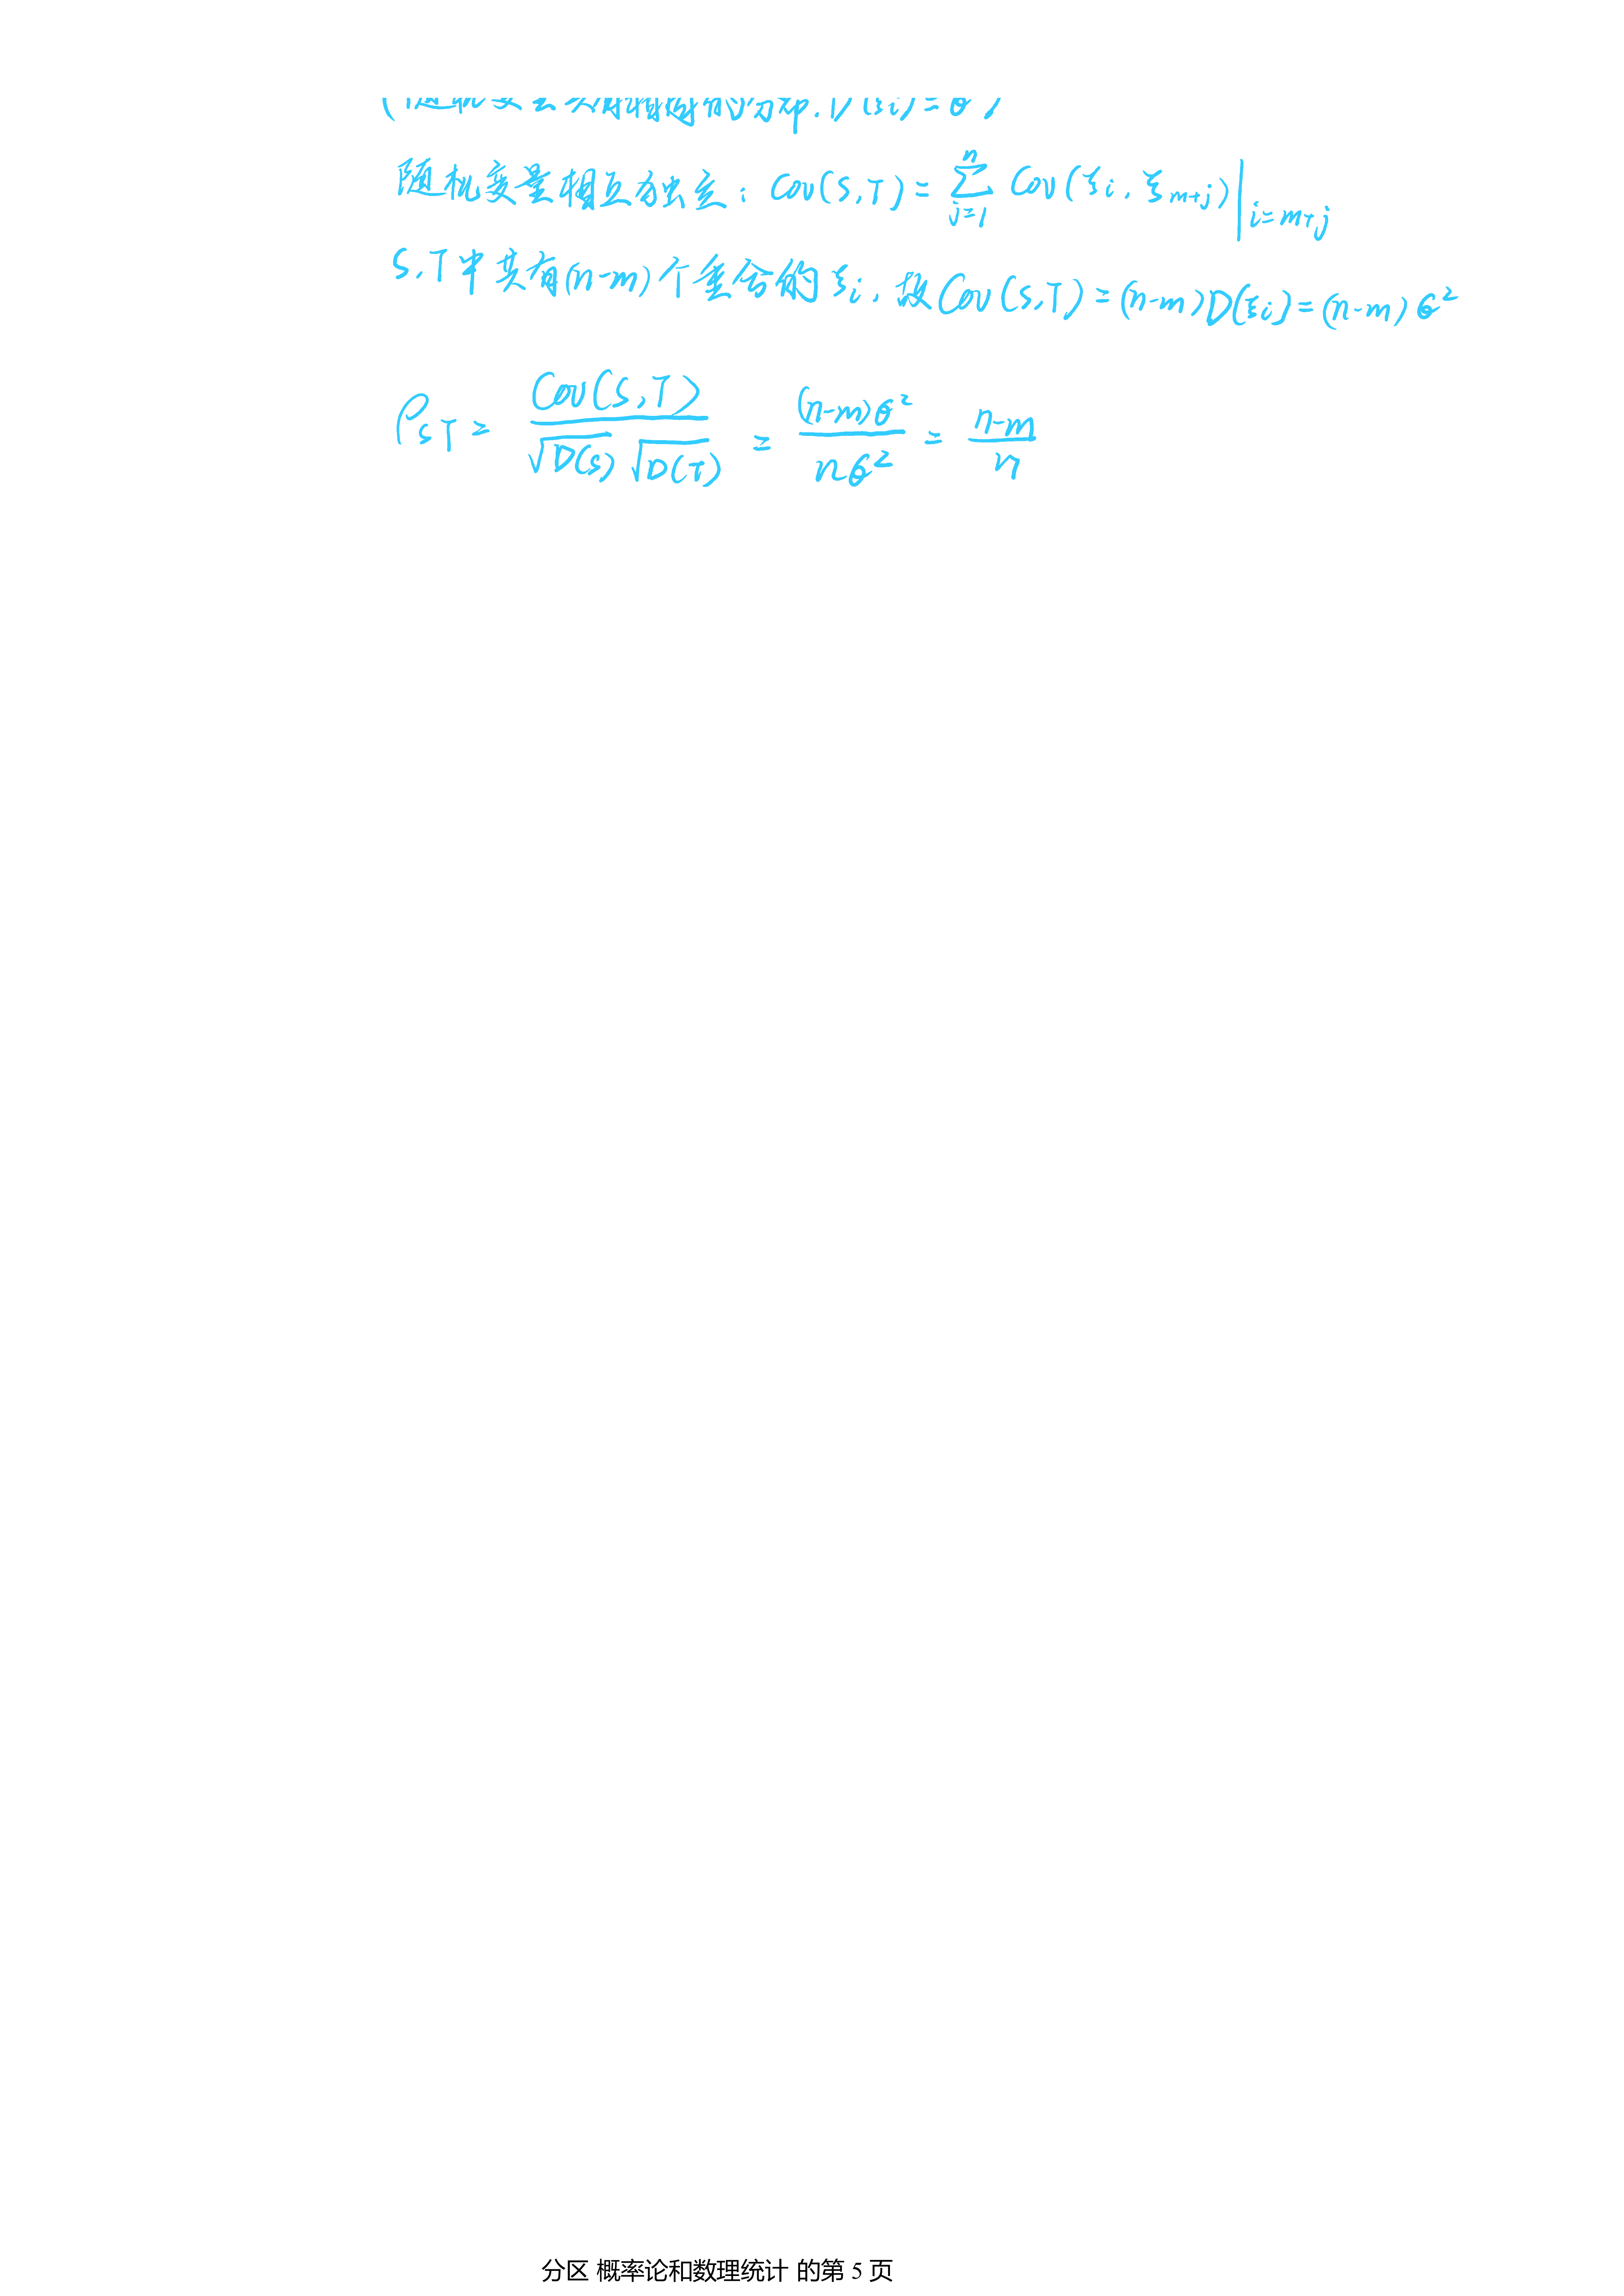 随机变量相互独立：Cov(S,T)=∑_{j=1}^{n} Cov(ξ_i, ξ_{m+j})|_{i=m+j}
S,T中共有(n-m)个重合的ξ_i, 故Cov(S,T)=(n-m)D(ξ_i)=(n-m)σ²
ρ_{ST} = Cov(S,T) / (√D(S) √D(T)) = (n-m)σ² / nσ² = (n-m) / n
分区 概率论和数理统计 的第 5 页